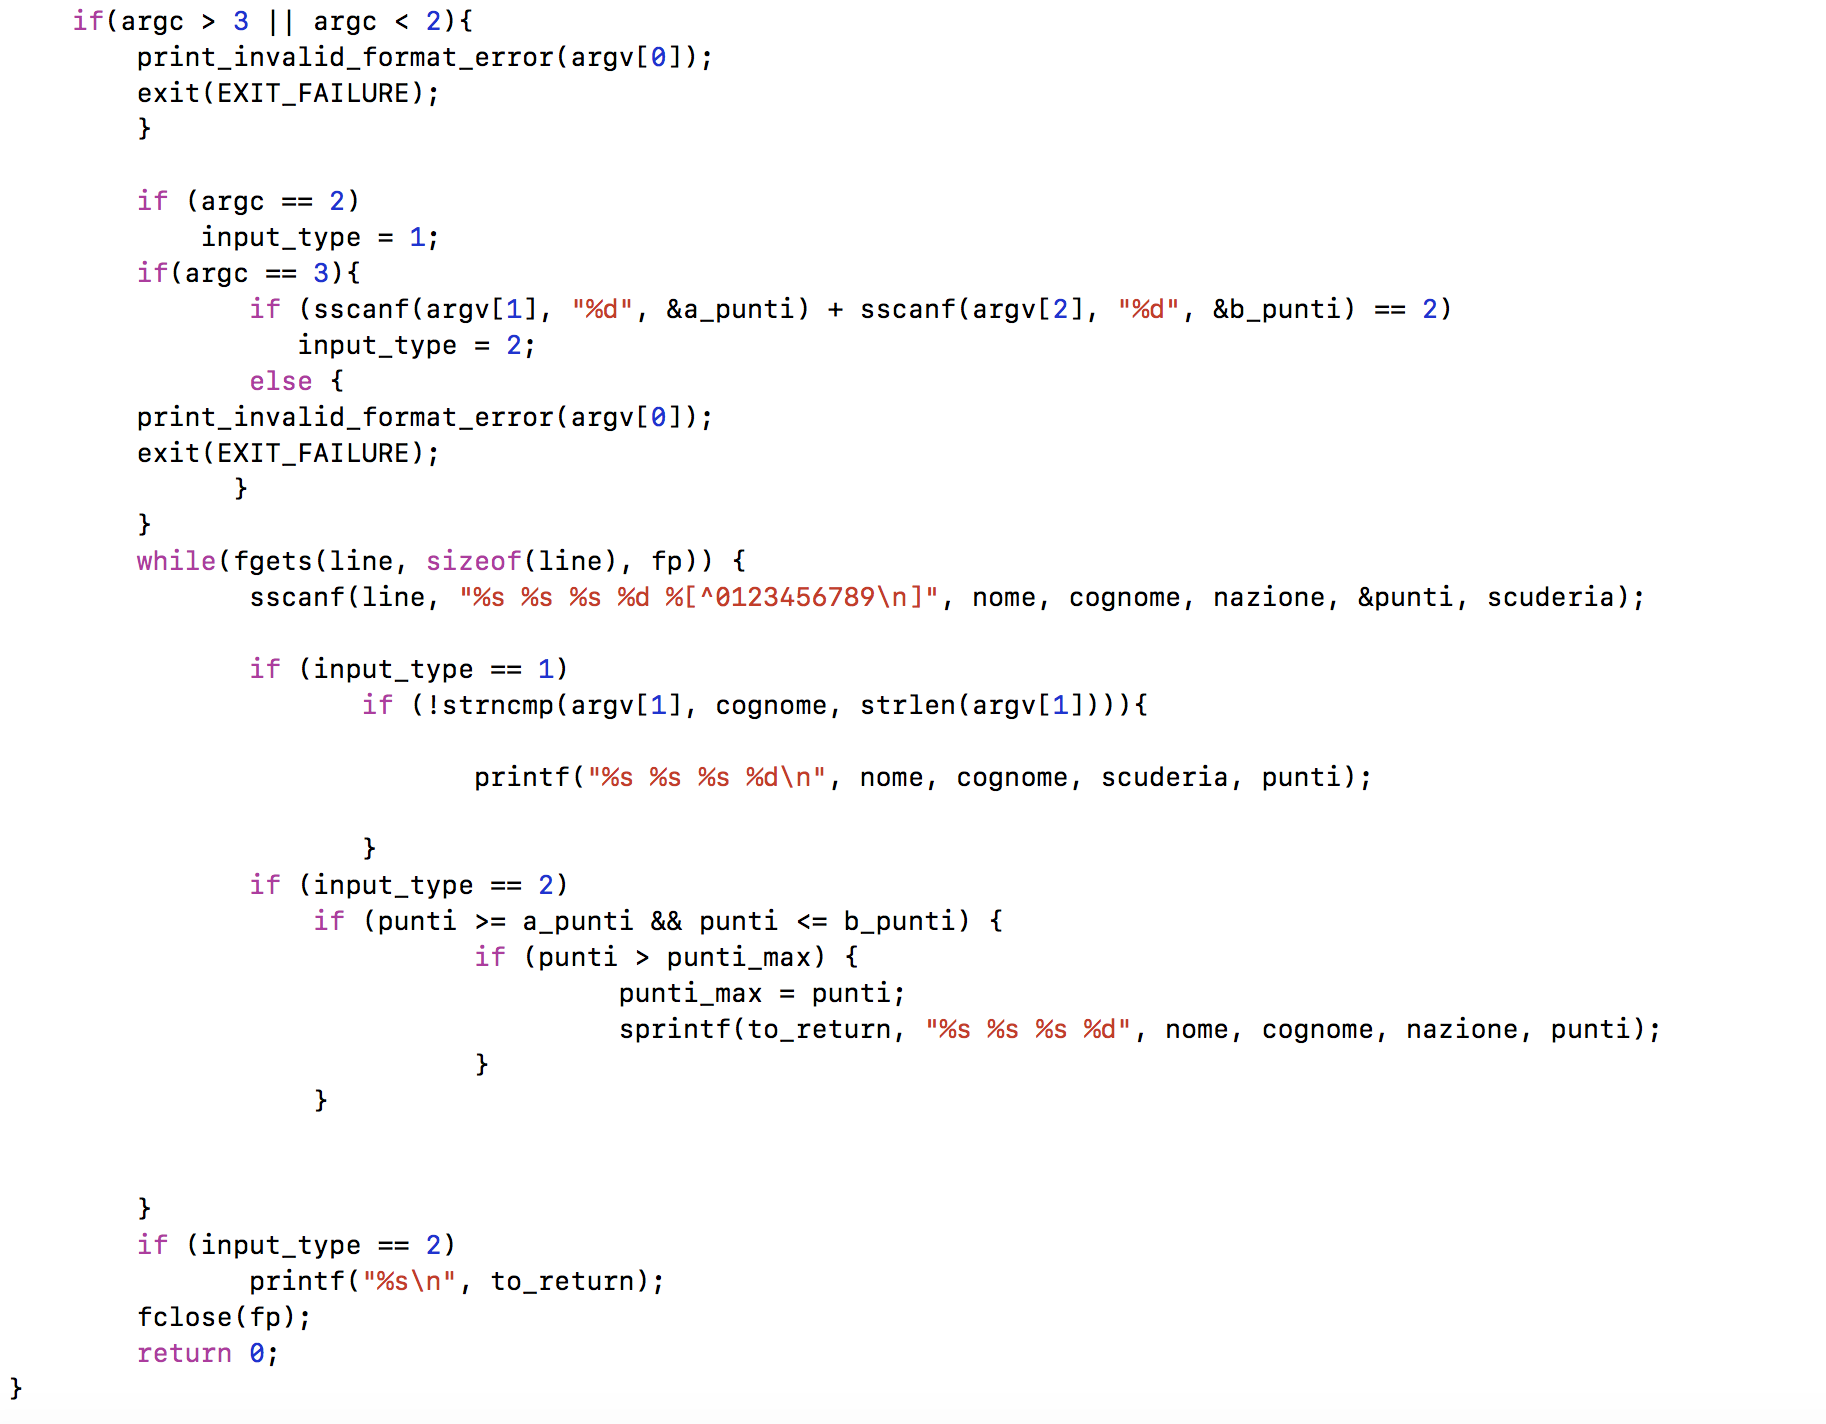 if(argc > 3 || argc < 2){
print_invalid_format_error(argv[0]);
exit(EXIT_FAILURE);
}
if (argc == 2)
input_type = 1;
if(argc == 3){
if (sscanf(argv[1], "%d", &a_punti) + sscanf(argv[2], "%d", &b_punti) == 2)
input_type = 2;
else {
print_invalid_format_error(argv[0]);
exit(EXIT_FAILURE);
}
}
while(fgets(line, sizeof(line), fp)) {
sscanf(line, "%s %s %s %d %[^0123456789\n]", nome, cognome, nazione, &punti, scuderia);
if (input_type == 1)
if (!strncmp(argv[1], cognome, strlen(argv[1]))){
printf("%s %s %s %d\n", nome, cognome, scuderia, punti);
}
if (input_type == 2)
if (punti >= a_punti && punti <= b_punti) {
if (punti > punti_max) {
punti_max = punti;
sprintf(to_return, "%s %s %s %d", nome, cognome, nazione, punti);
}
}
}
if (input_type == 2)
printf("%s\n", to_return);
fclose(fp);
return 0;
}